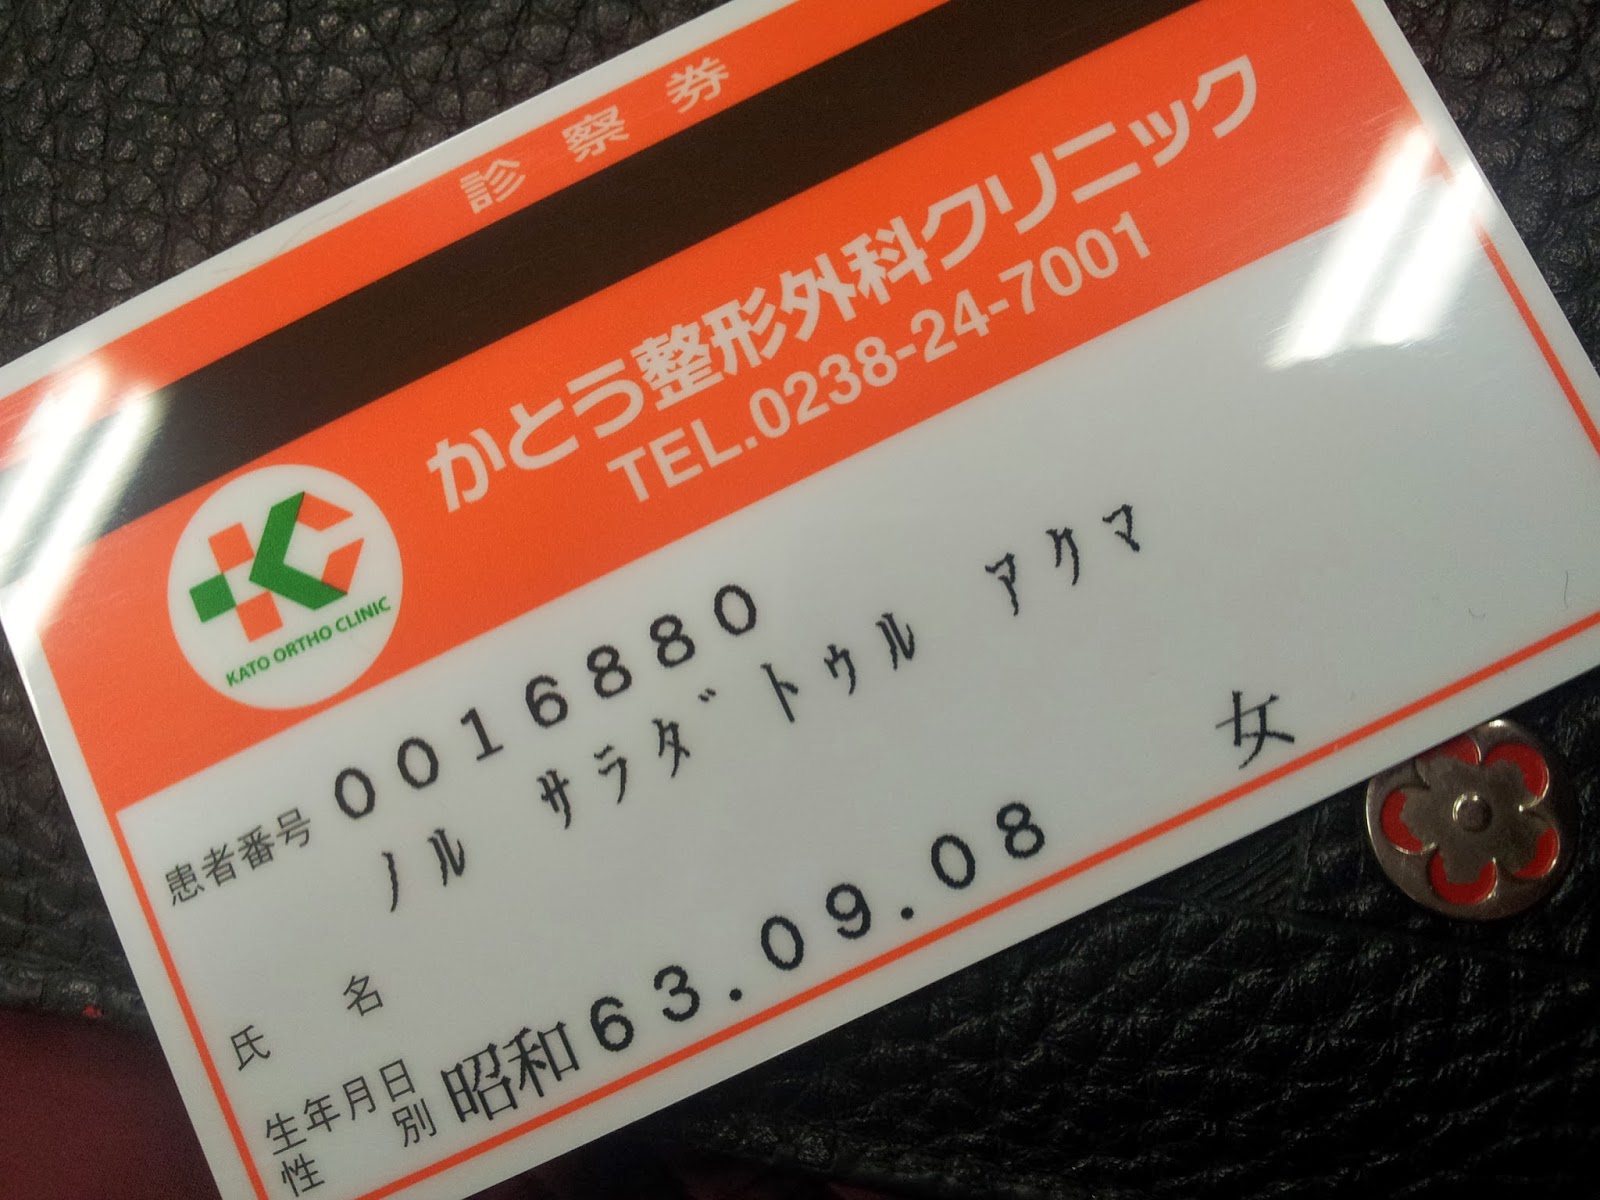 診察券
かとう整形外科クリニック
TEL.0238-24-7001
KATO ORTHO CLINIC
患者番号 0016880
ﾉﾙ ｻﾗﾀﾞﾄｩﾙ ｱｸﾏ
氏名
生年月日 昭和63.09.08 女
性別